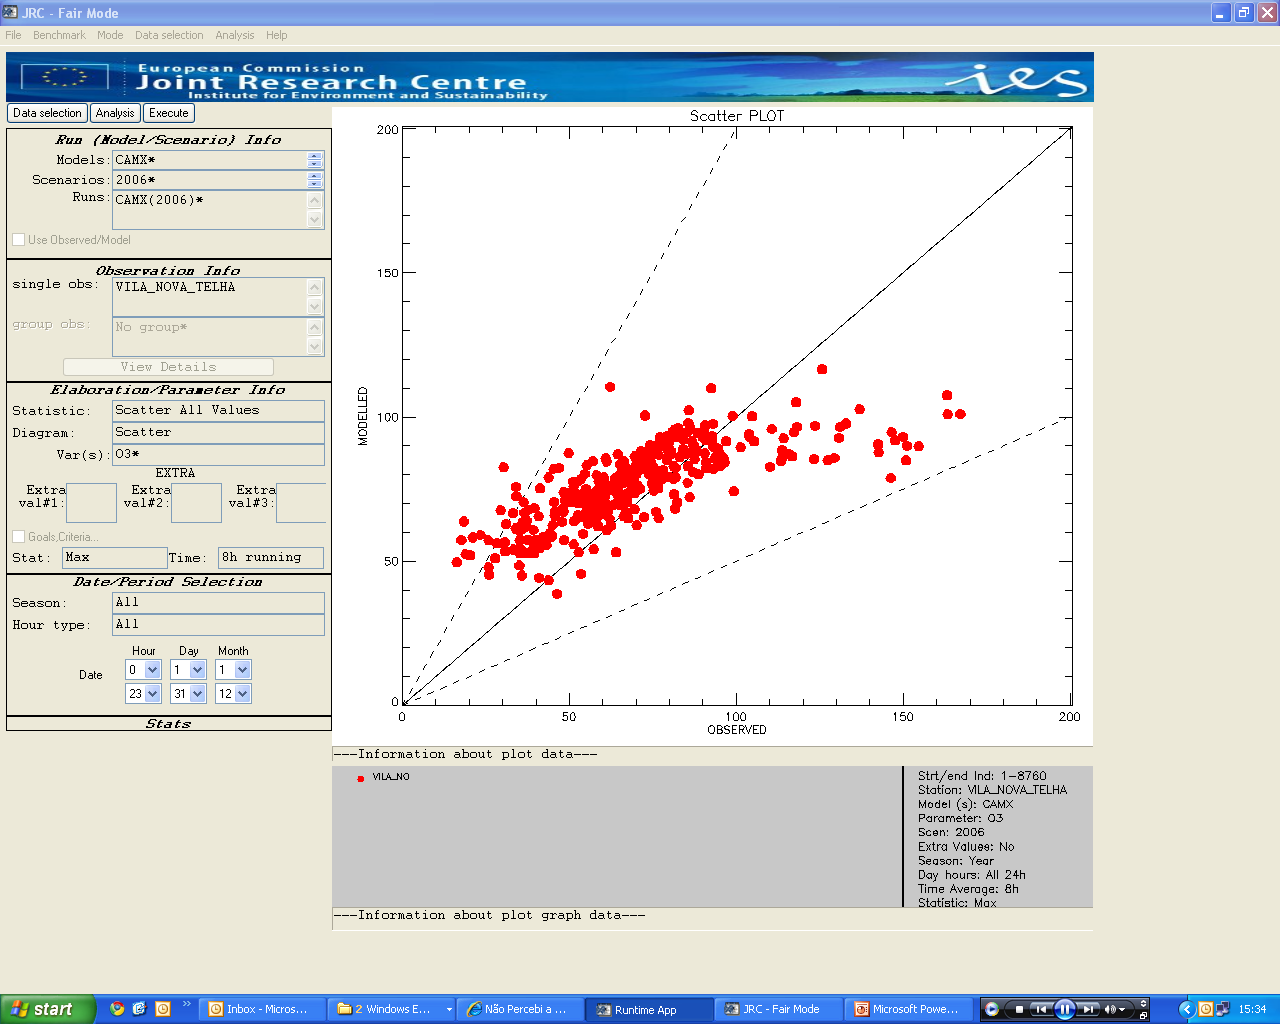 JRC - Fair Mode
File Benchmark Mode Data selection Analysis Help
European Commission
Joint Research Centre
Institute for Environment and Sustainability
ies
Data selection Analysis Execute
Run (Model/Scenario) Info
Models: CAMX*
Scenarios: 2006*
Runs: CAMX(2006)*
Use Observed/Model
Observation Info
single obs: VILA_NOVA_TELHA
group obs: No group*
View Details
Elaboration/Parameter Info
Statistic: Scatter All Values
Diagram: Scatter
Var(s): O3*
EXTRA
Extra Extra Extra
val#1: val#2: val#3:
Goals,Criteria...
Stat: Max Time: 8h running
Date/Period Selection
Season: All
Hour type: All
Hour Day Month
Date 0 1 1
23 31 12
Stats
Scatter PLOT
200
150
100
50
0
MODELLED
0 50 100 150 200
OBSERVED
---Information about plot data---
VILA_NO
Strt/end Ind: 1-8760
Station: VILA_NOVA_TELHA
Model (s): CAMX
Parameter: O3
Scen: 2006
Extra Values: No
Season: Year
Day hours: All 24h
Time Average: 8h
Statistic: Max
---Information about plot graph data---
start Inbox - Micros... 2 Windows E... Não Percebi a ... Runtime App JRC - Fair Mode Microsoft Powe... 15:34